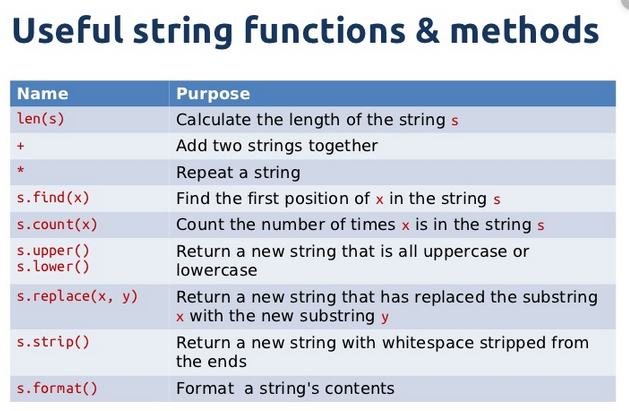 Useful string functions & methods
Name Purpose
len(s) Calculate the length of the string s
+ Add two strings together
* Repeat a string
s.find(x) Find the first position of x in the string s
s.count(x) Count the number of times x is in the string s
s.upper() Return a new string that is all uppercase or
s.lower() lowercase
s.replace(x, y) Return a new string that has replaced the substring
x with the new substring y
s.strip() Return a new string with whitespace stripped from
the ends
s.format() Format a string's contents